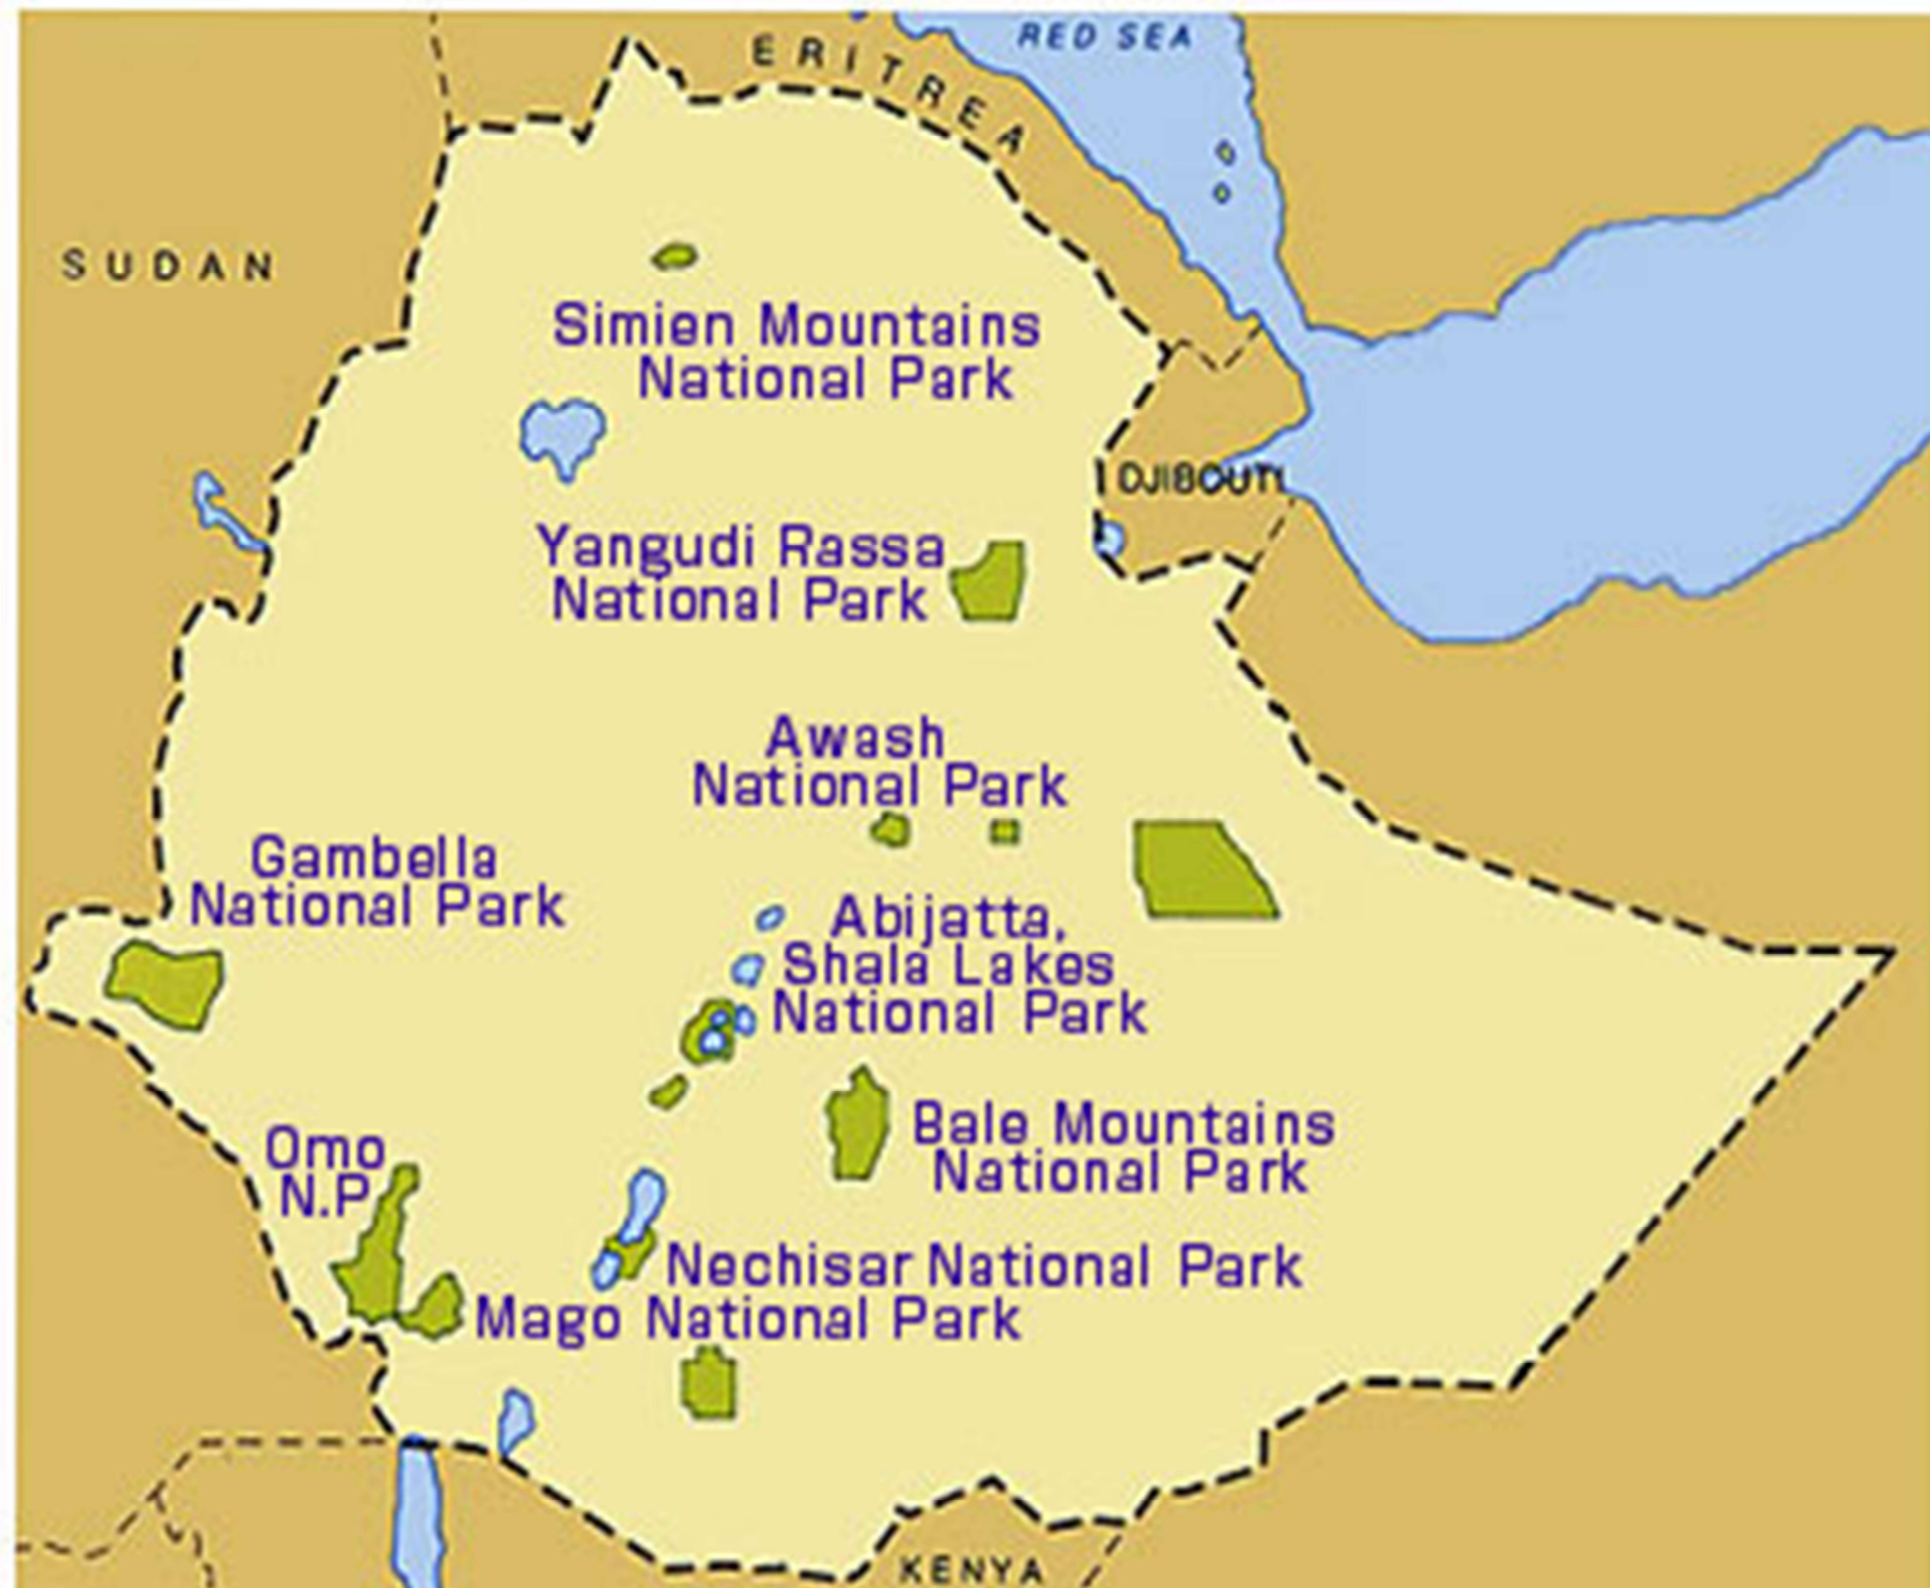 RED SEA
ERITREA
SUDAN
Simien Mountains
National Park
DJIBOUTI
Yangudi Rassa
National Park
Awash
National Park
Gambella
National Park
Abijatta,
Shala Lakes
National Park
Bale Mountains
National Park
Omo
N.P
Nechisar National Park
Mago National Park
KENYA